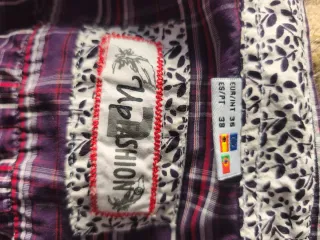 Up
FASHION
EUR/INT 36
ES/PT 38